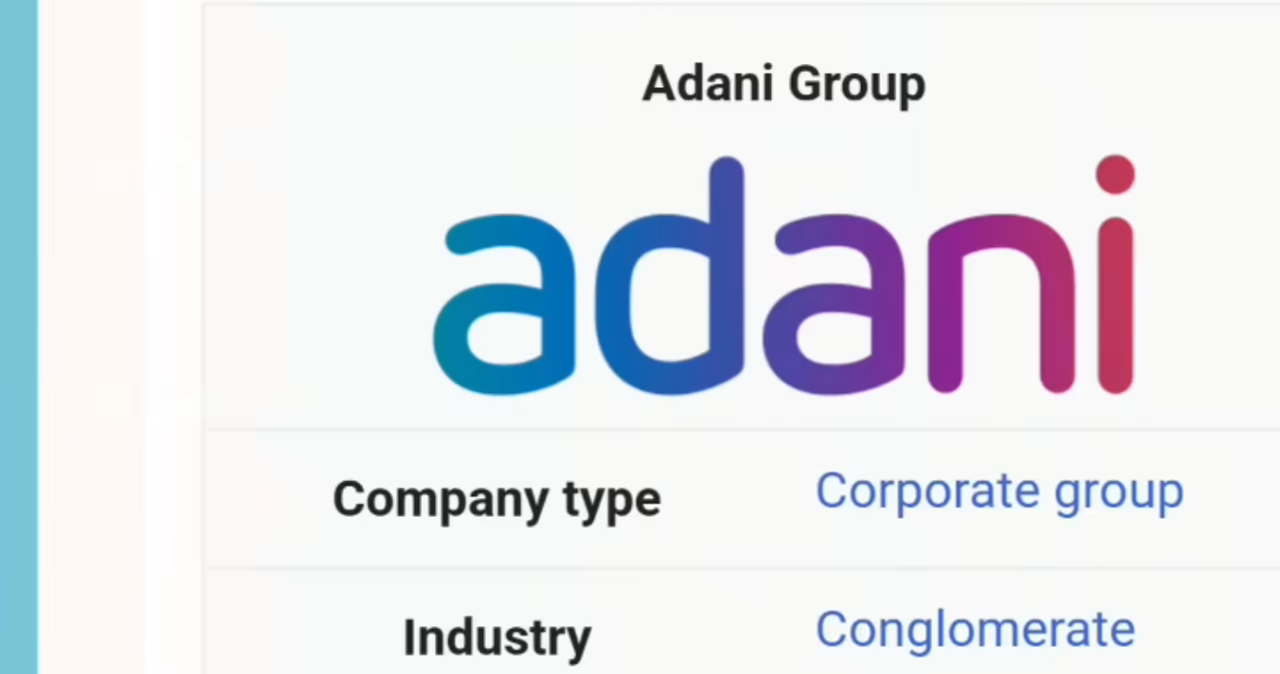 Adani Group
adani
Company type Corporate group
Industry Conglomerate